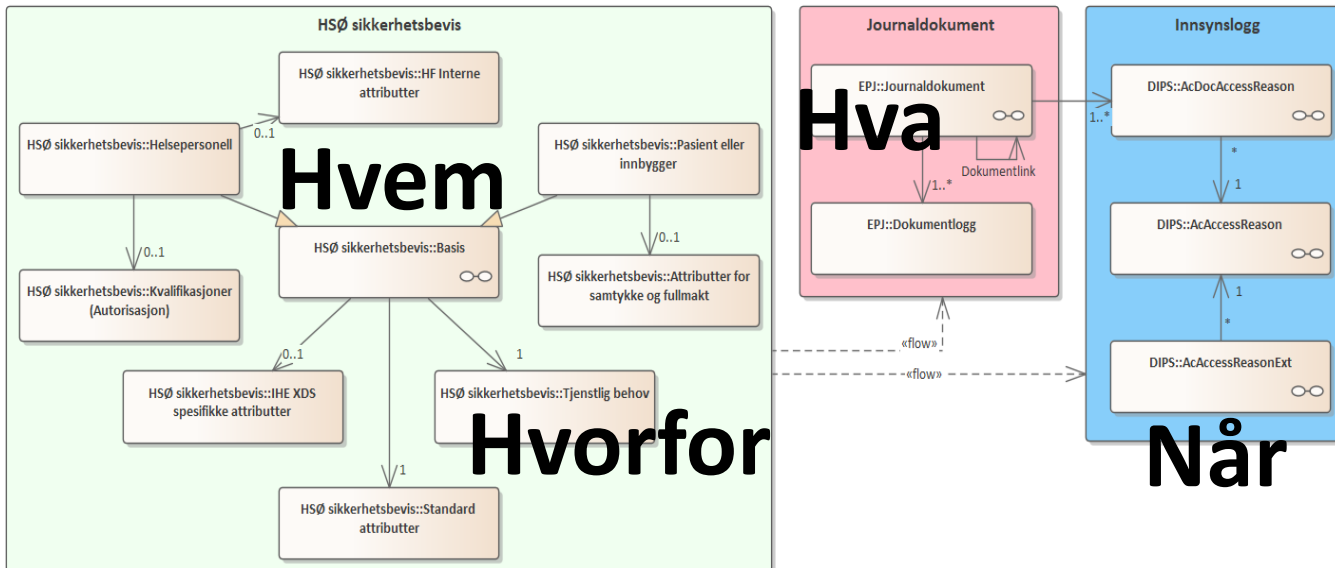 HSØ sikkerhetsbevis
HSØ sikkerhetsbevis::HF Interne
attributter
0..1
HSØ sikkerhetsbevis::Helsepersonell
HSØ sikkerhetsbevis::Pasient eller
innbygger
Hvem
HSØ sikkerhetsbevis::Basis
0..1
0..1
HSØ sikkerhetsbevis::Kvalifikasjoner
(Autorisasjon)
HSØ sikkerhetsbevis::Attributter for
samtykke og fullmakt
0..1
1
HSØ sikkerhetsbevis::IHE XDS
spesifikke attributter
HSØ sikkerhetsbevis::Tjenstlig behov
Hvorfor
1
HSØ sikkerhetsbevis::Standard
attributter
Journaldokument
EPJ::Journaldokument
Hva
Dokumentlink
1..*
EPJ::Dokumentlogg
«flow»
«flow»
Innsynslogg
DIPS::AcDocAccessReason
1..*
*
1
DIPS::AcAccessReason
1
*
DIPS::AcAccessReasonExt
Når